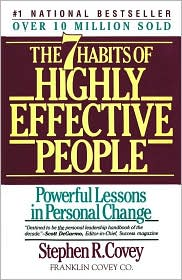 #1 NATIONAL BESTSELLER
OVER 10 MILLION SOLD
THE 7 HABITS OF
HIGHLY
EFFECTIVE
PEOPLE
Powerful Lessons
in Personal Change
"Destined to be the personal leadership handbook of the
decade."—Scott DeGarmo, Editor-in-Chief, Success magazine
Stephen R. Covey
FRANKLIN COVEY CO.